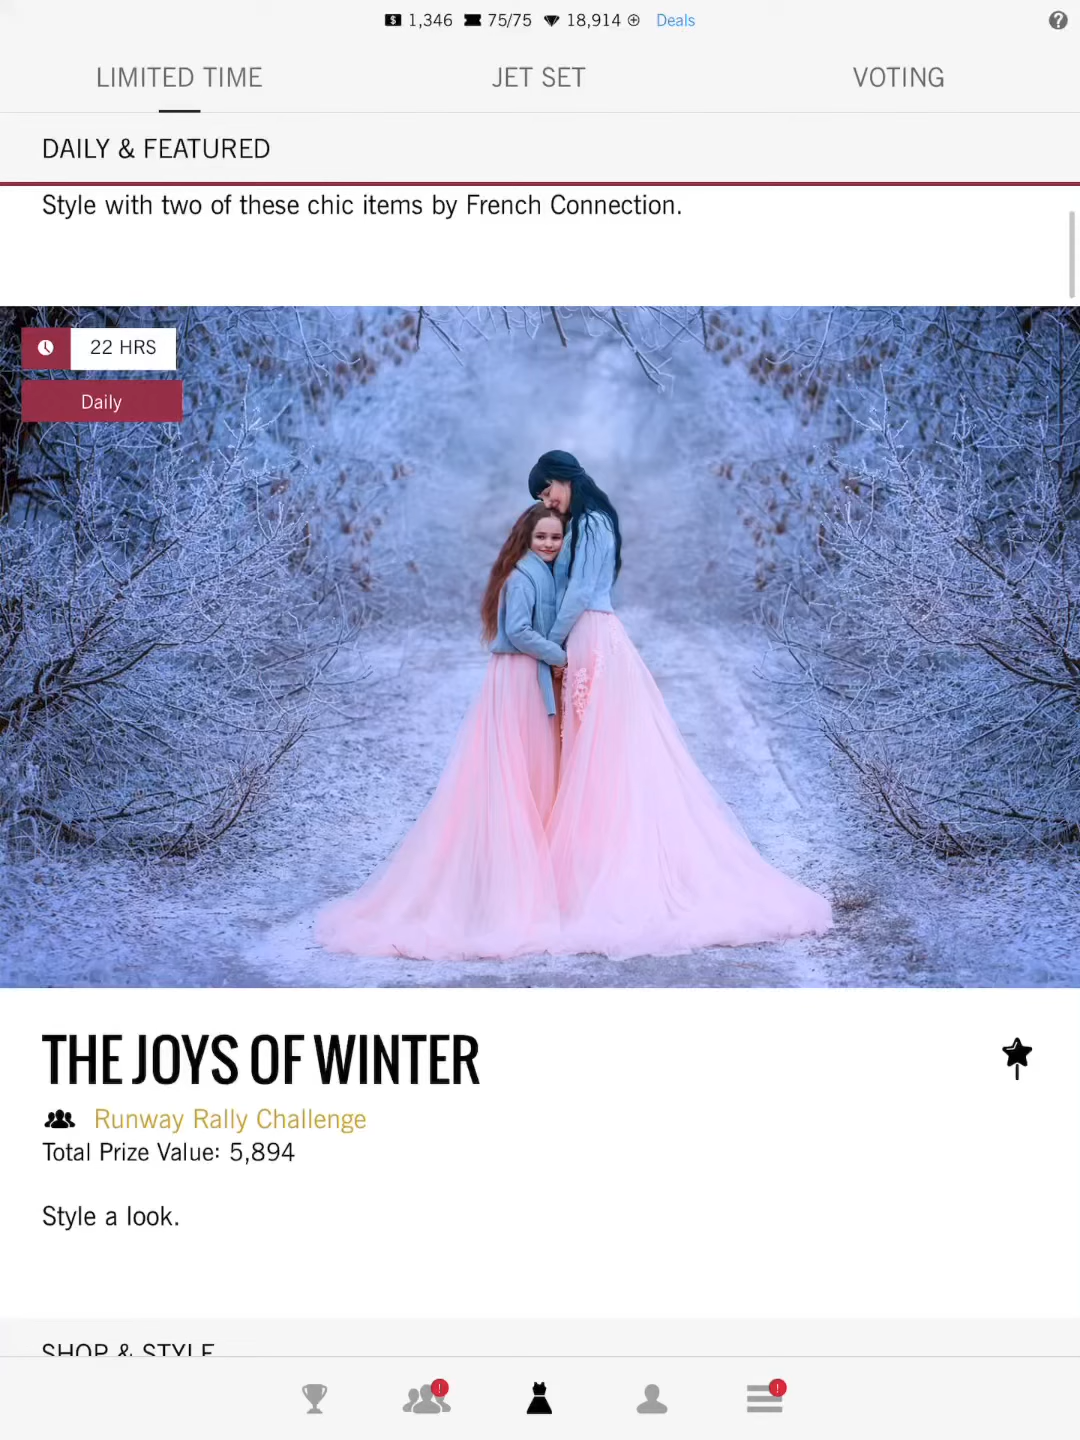 1,346 75/75 18,914 Deals
LIMITED TIME JET SET VOTING
DAILY & FEATURED
Style with two of these chic items by French Connection.
22 HRS
Daily
THE JOYS OF WINTER
Runway Rally Challenge
Total Prize Value: 5,894
Style a look.
SHOP & STYLE